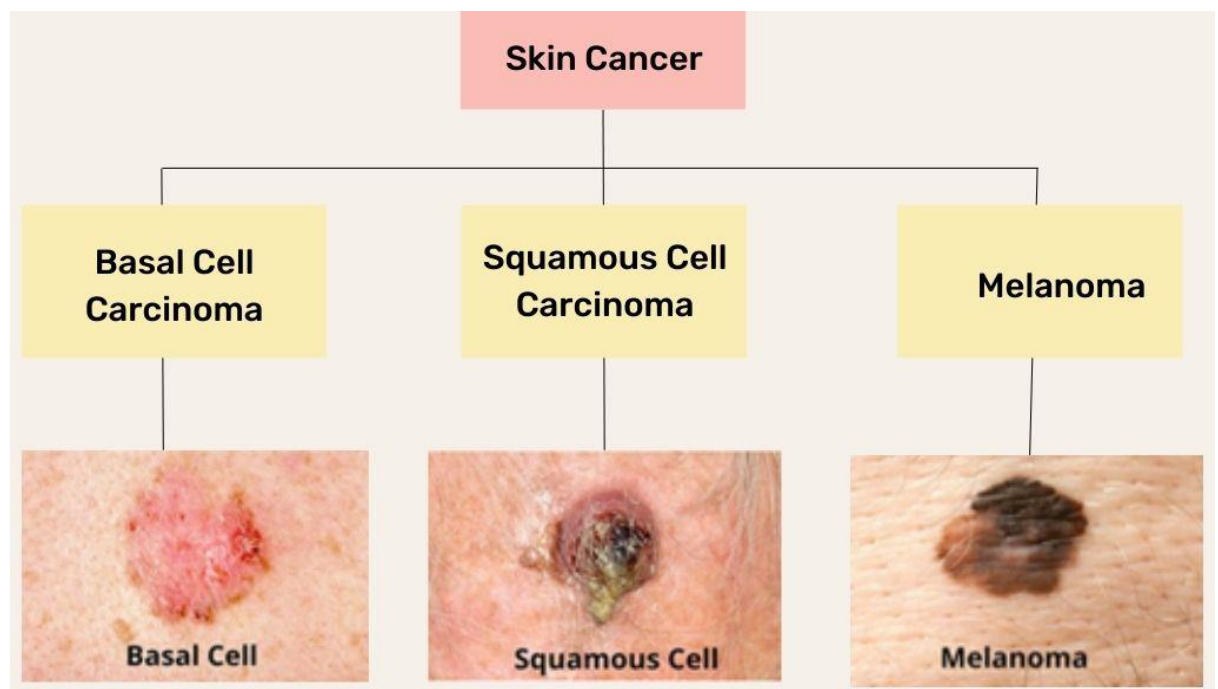 Skin Cancer
Basal Cell
Carcinoma
Squamous Cell
Carcinoma
Melanoma
Basal Cell
Squamous Cell
Melanoma